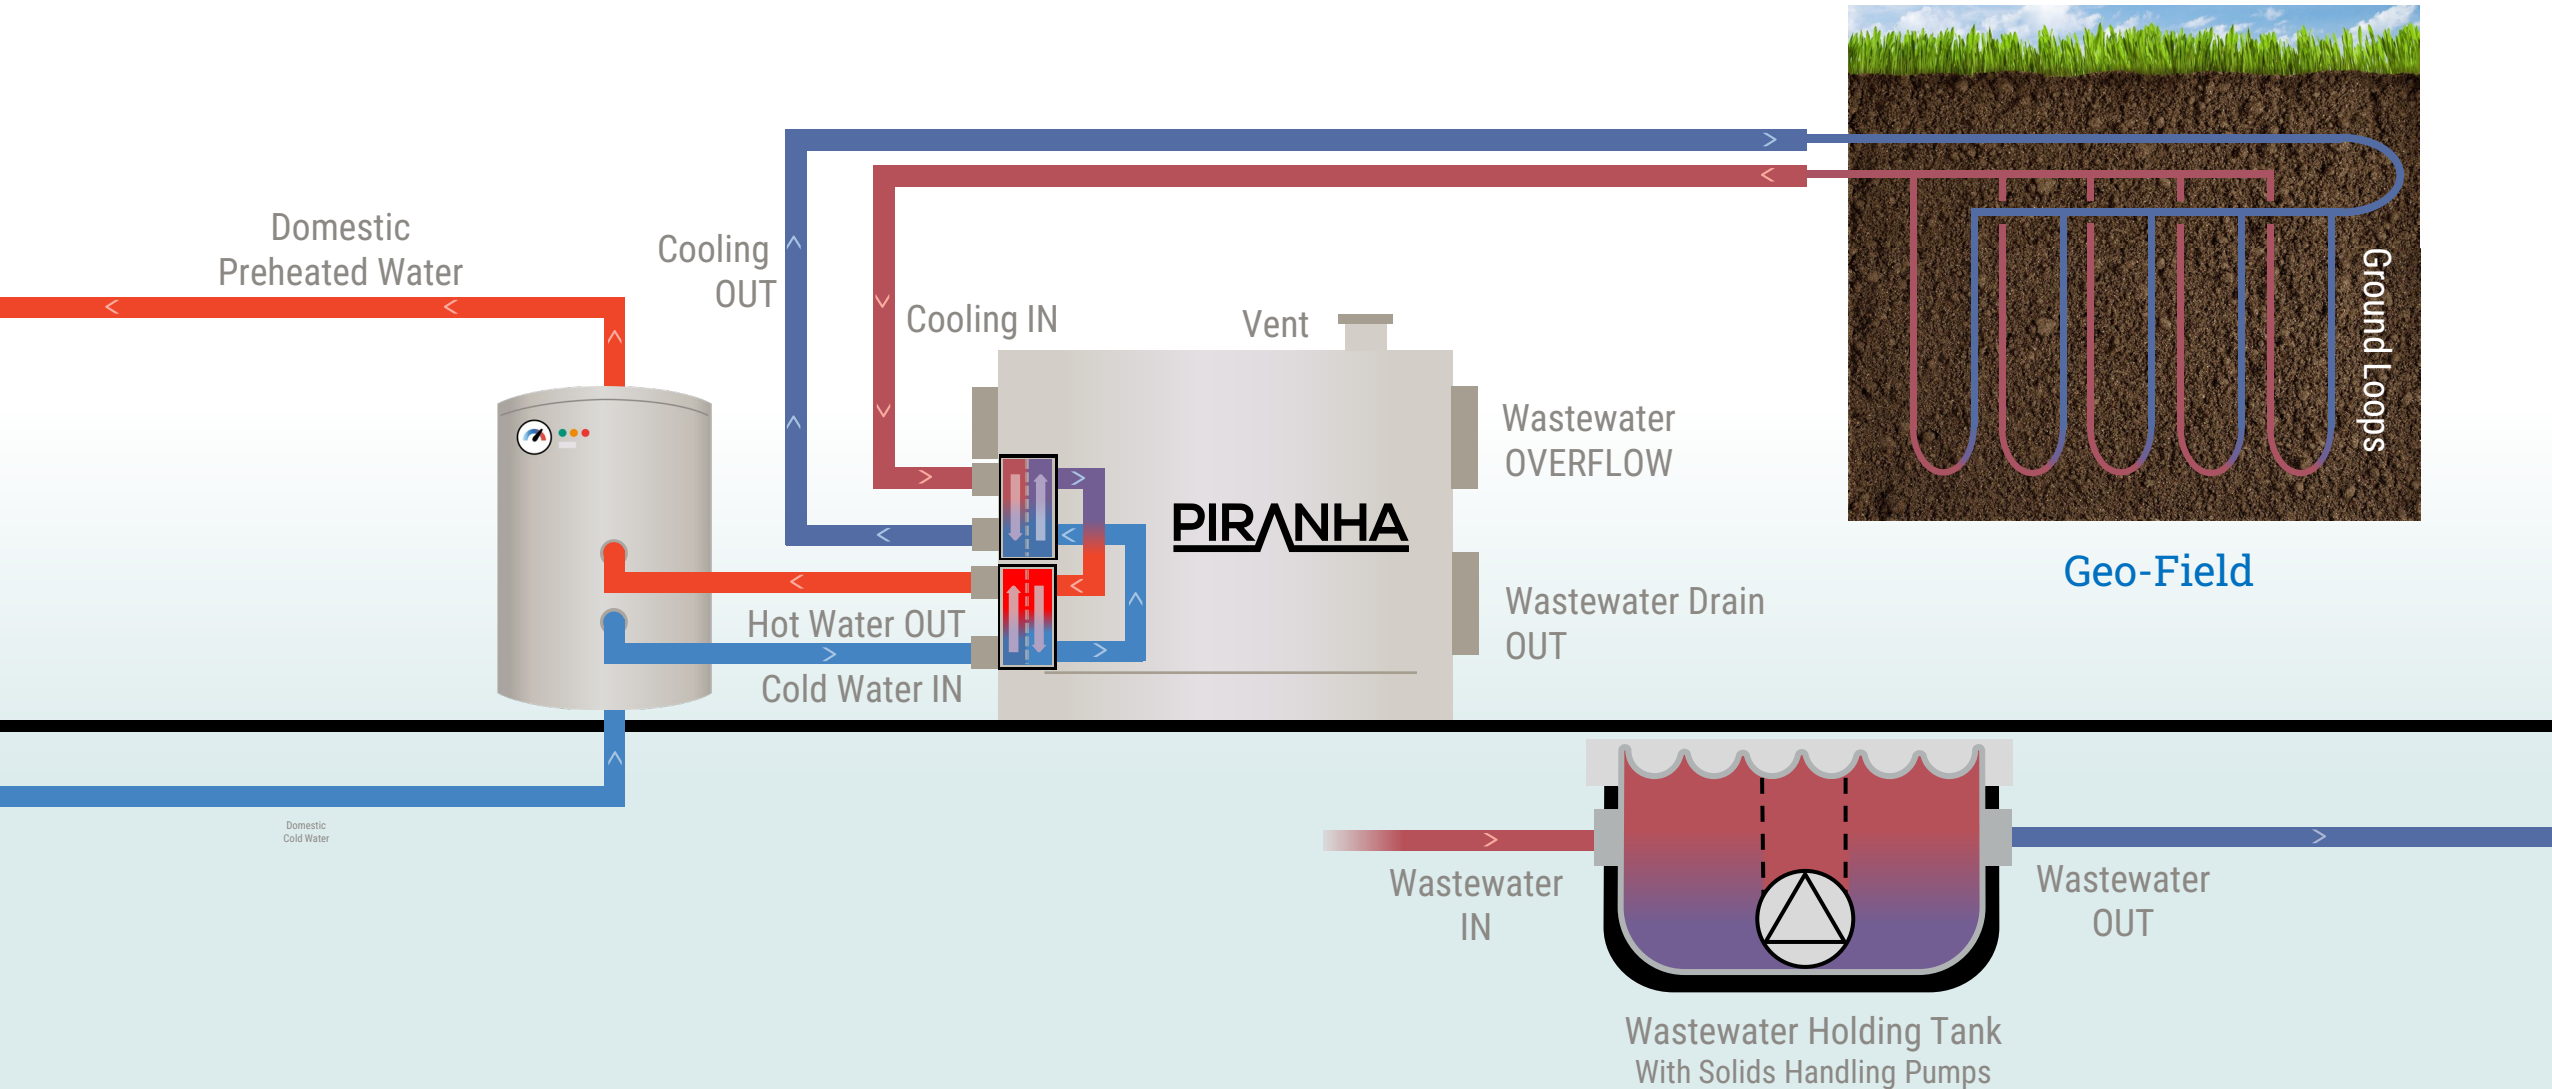 Domestic
Preheated Water
Cooling
OUT
Cooling IN
Vent
Wastewater
OVERFLOW
PIRANHA
Ground Loops
Geo-Field
Hot Water OUT
Cold Water IN
Wastewater Drain
OUT
Domestic
Cold Water
Wastewater
IN
Wastewater
OUT
Wastewater Holding Tank
With Solids Handling Pumps